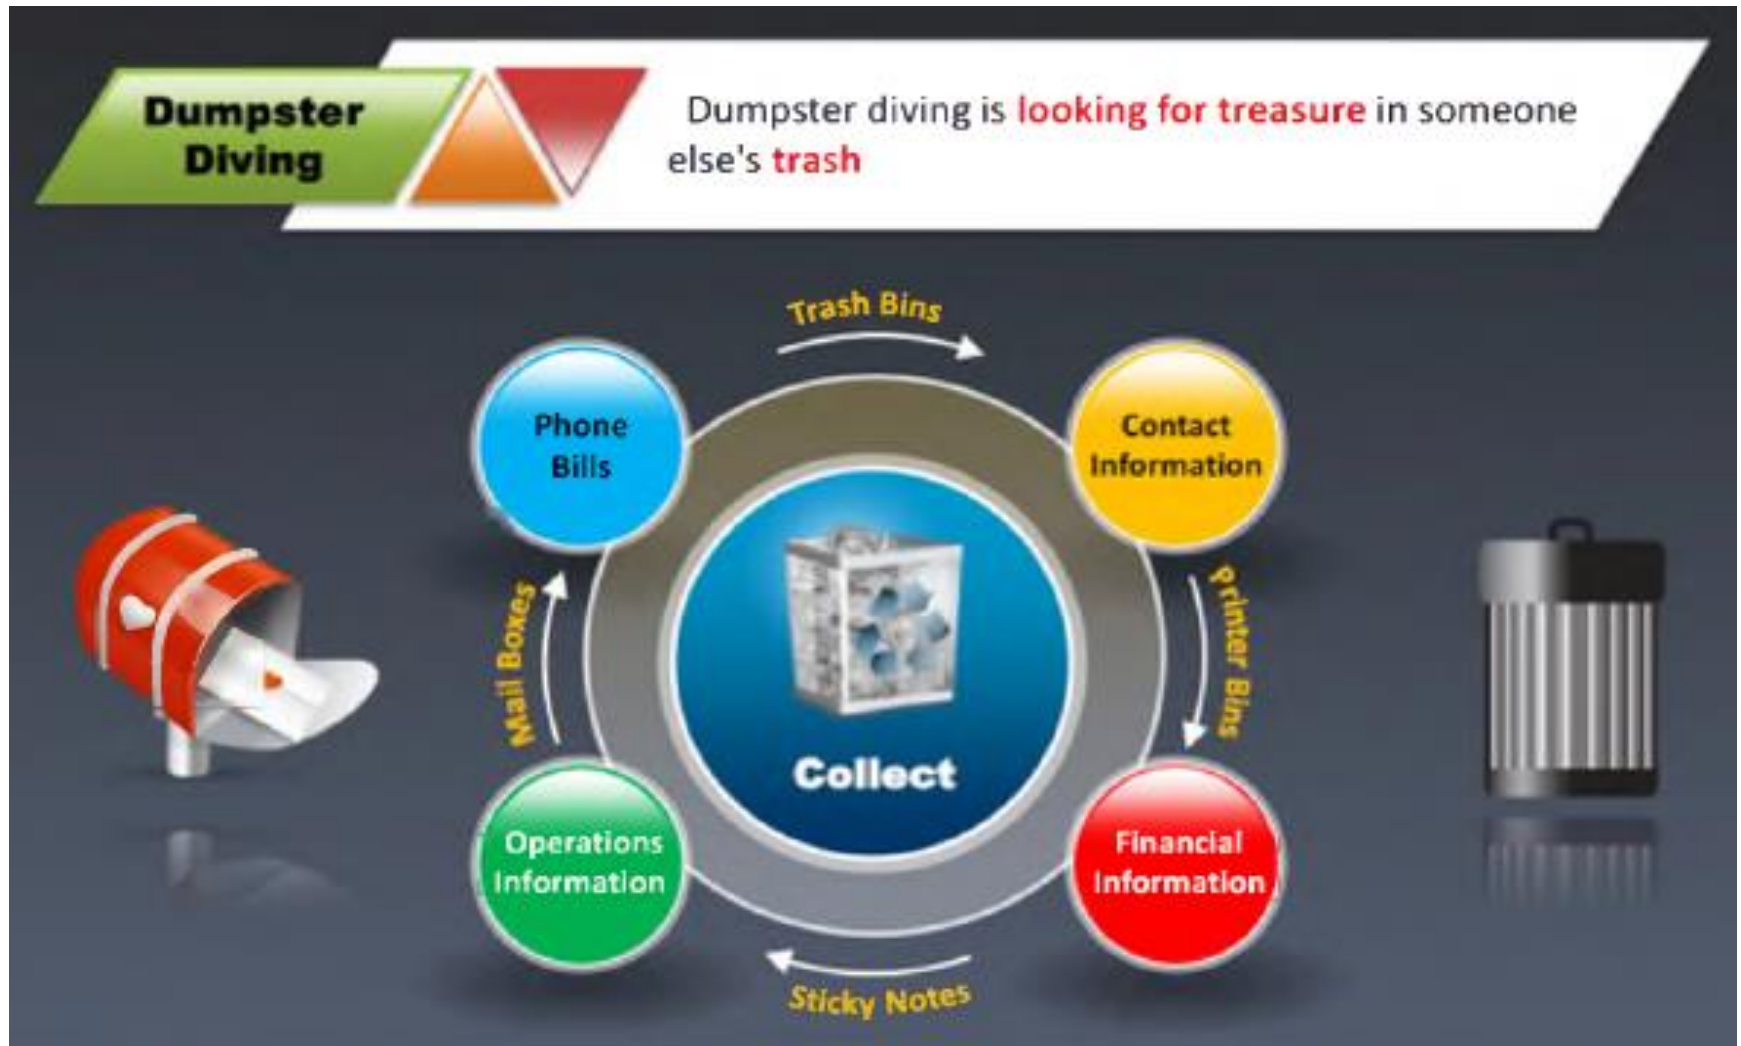 Dumpster
Diving
Dumpster diving is looking for treasure in someone
else's trash
Trash Bins
Phone
Bills
Contact
Information
Mail Boxes
Printer Bins
Collect
Operations
Information
Financial
Information
Sticky Notes